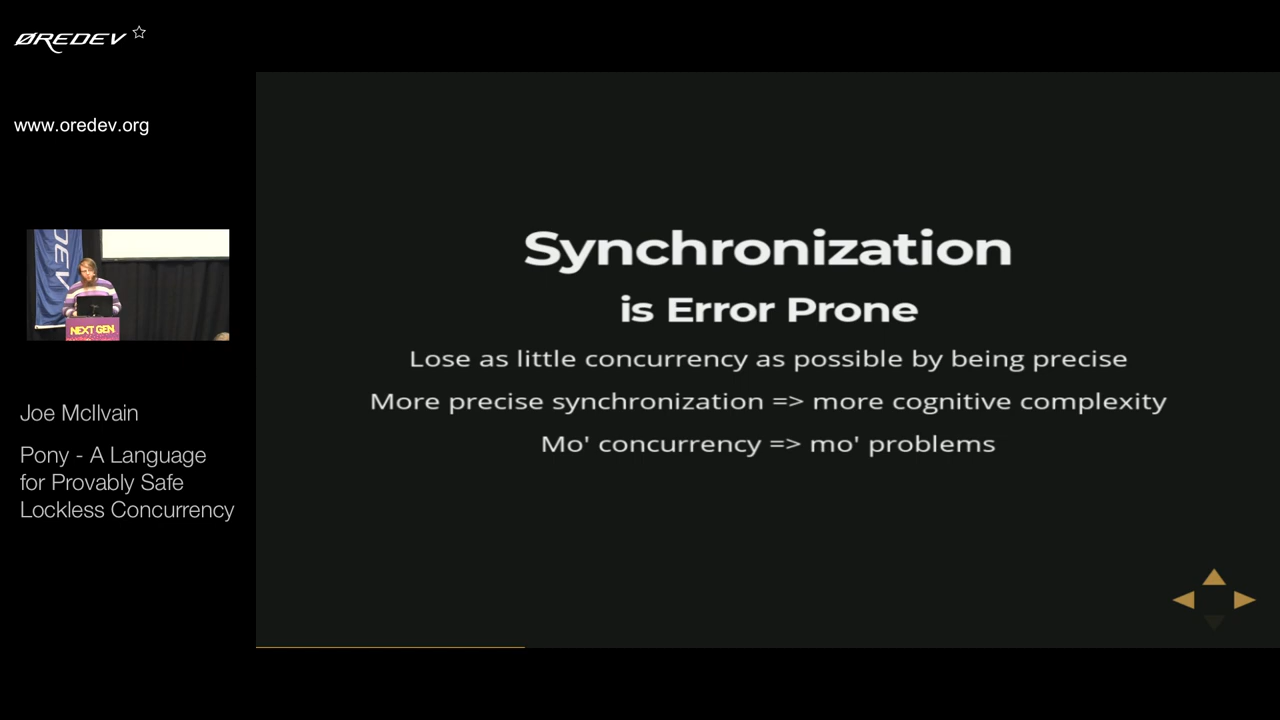 ØREDEV
www.oredev.org
DEV
NEXT GEN.
Joe McIlvain
Pony - A Language
for Provably Safe
Lockless Concurrency
Synchronization
is Error Prone
Lose as little concurrency as possible by being precise
More precise synchronization => more cognitive complexity
Mo' concurrency => mo' problems